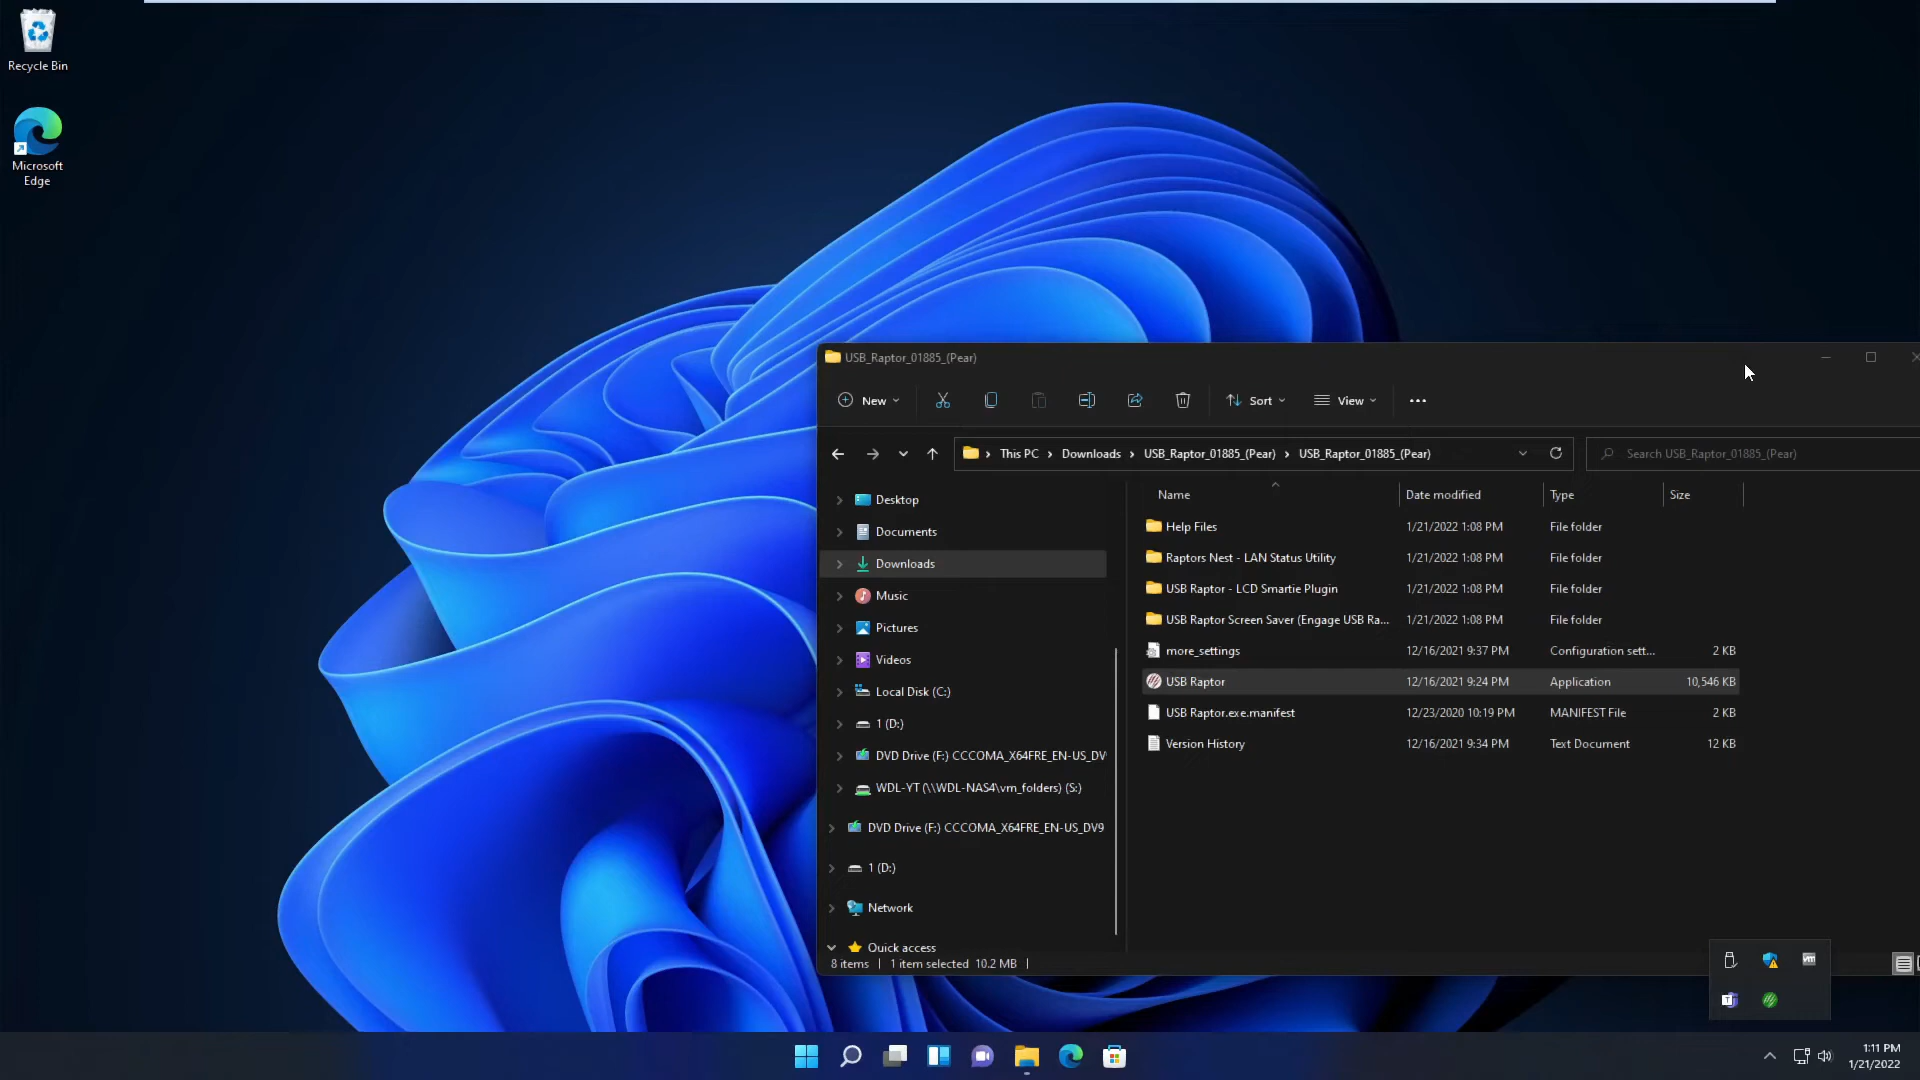 Recycle Bin
Microsoft
Edge
USB_Raptor_01885_(Pear)
New
Sort
View
This PC
Downloads
USB_Raptor_01885_(Pear)
USB_Raptor_01885_(Pear)
Search USB_Raptor_01885_(Pear)
Desktop
Documents
Downloads
Music
Pictures
Videos
Local Disk (C:)
1 (D:)
DVD Drive (F:) CCCOMA_X64FRE_EN-US_DV
WDL-YT (\\WDL-NAS4\vm_folders) (S:)
DVD Drive (F:) CCCOMA_X64FRE_EN-US_DV9
1 (D:)
Network
Quick access
Name Date modified Type Size
Help Files 1/21/2022 1:08 PM File folder
Raptors Nest - LAN Status Utility 1/21/2022 1:08 PM File folder
USB Raptor - LCD Smartie Plugin 1/21/2022 1:08 PM File folder
USB Raptor Screen Saver (Engage USB Ra... 1/21/2022 1:08 PM File folder
more_settings 12/16/2021 9:37 PM Configuration sett... 2 KB
USB Raptor 12/16/2021 9:24 PM Application 10,546 KB
USB Raptor.exe.manifest 12/23/2020 10:19 PM MANIFEST File 2 KB
Version History 12/16/2021 9:34 PM Text Document 12 KB
8 items 1 item selected 10.2 MB
1:11 PM
1/21/2022